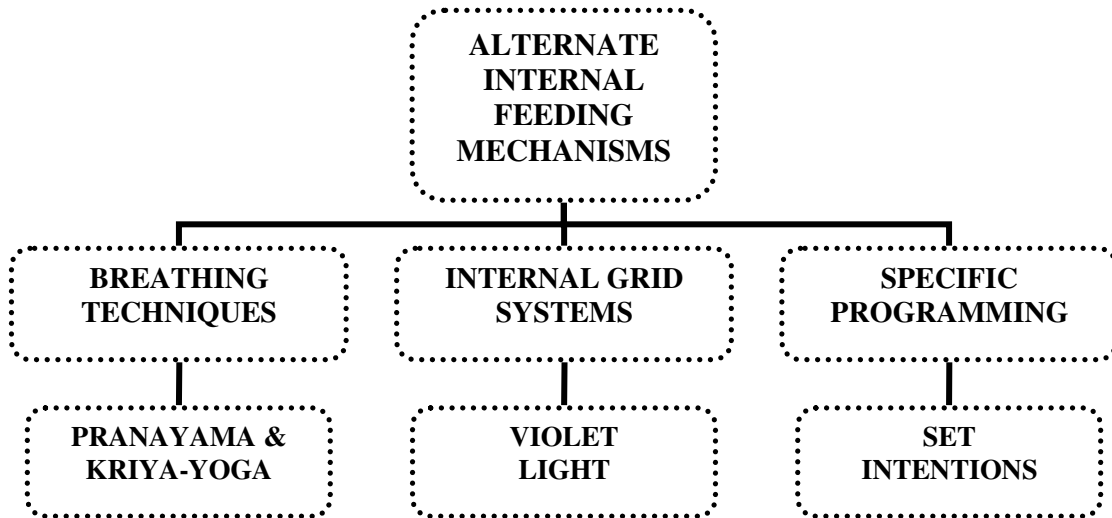 ALTERNATE
INTERNAL
FEEDING
MECHANISMS
BREATHING
TECHNIQUES
INTERNAL GRID
SYSTEMS
SPECIFIC
PROGRAMMING
PRANAYAMA &
KRIYA-YOGA
VIOLET
LIGHT
SET
INTENTIONS